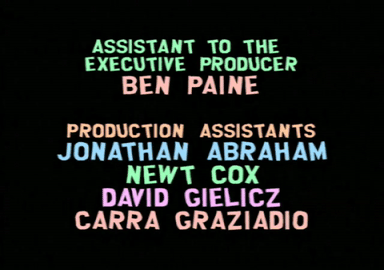 ASSISTANT TO THE
EXECUTIVE PRODUCER
BEN PAINE
PRODUCTION ASSISTANTS
JONATHAN ABRAHAM
NEWT COX
DAVID GIELICZ
CARRA GRAZIADIO